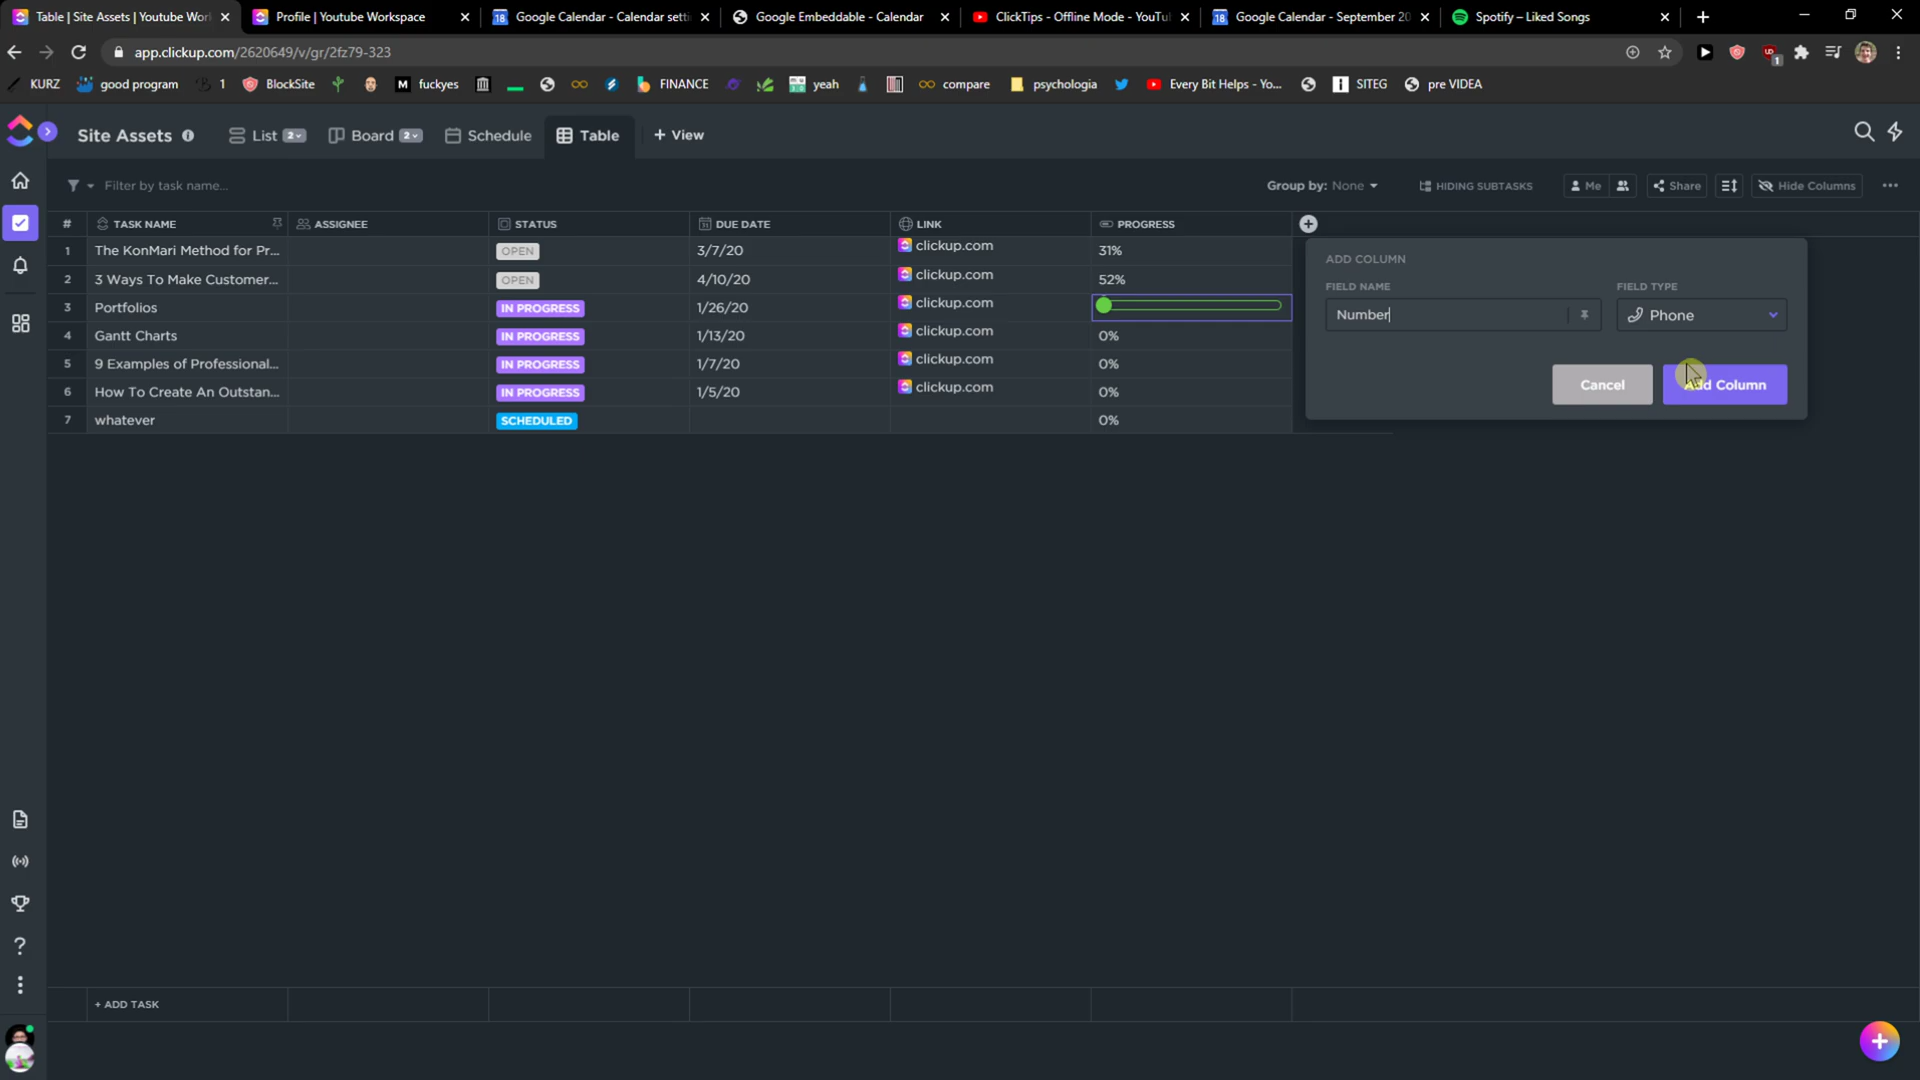 Table | Site Assets | Youtube Wor
Profile | Youtube Workspace
Google Calendar - Calendar setti
Google Embeddable - Calendar
ClickTips - Offline Mode - YouTu
Google Calendar - September 20
Spotify – Liked Songs
app.clickup.com/2620649/v/gr/2fz79-323
1
KURZ
good program
1
BlockSite
fuckyes
FINANCE
yeah
compare
psychologia
Every Bit Helps - Yo...
SITEG
pre VIDEA
Site Assets
List 2
Board 2
Schedule
Table
+ View
Filter by task name...
Group by: None
HIDING SUBTASKS
Me
Share
Hide Columns
# TASK NAME ASSIGNEE STATUS DUE DATE LINK PROGRESS
1 The KonMari Method for Pr... OPEN 3/7/20 clickup.com 31%
2 3 Ways To Make Customer... OPEN 4/10/20 clickup.com 52%
3 Portfolios IN PROGRESS 1/26/20 clickup.com
4 Gantt Charts IN PROGRESS 1/13/20 clickup.com 0%
5 9 Examples of Professional... IN PROGRESS 1/7/20 clickup.com 0%
6 How To Create An Outstan... IN PROGRESS 1/5/20 clickup.com 0%
7 whatever SCHEDULED 0%
ADD COLUMN
FIELD NAME FIELD TYPE
Number Phone
Cancel Add Column
+ ADD TASK